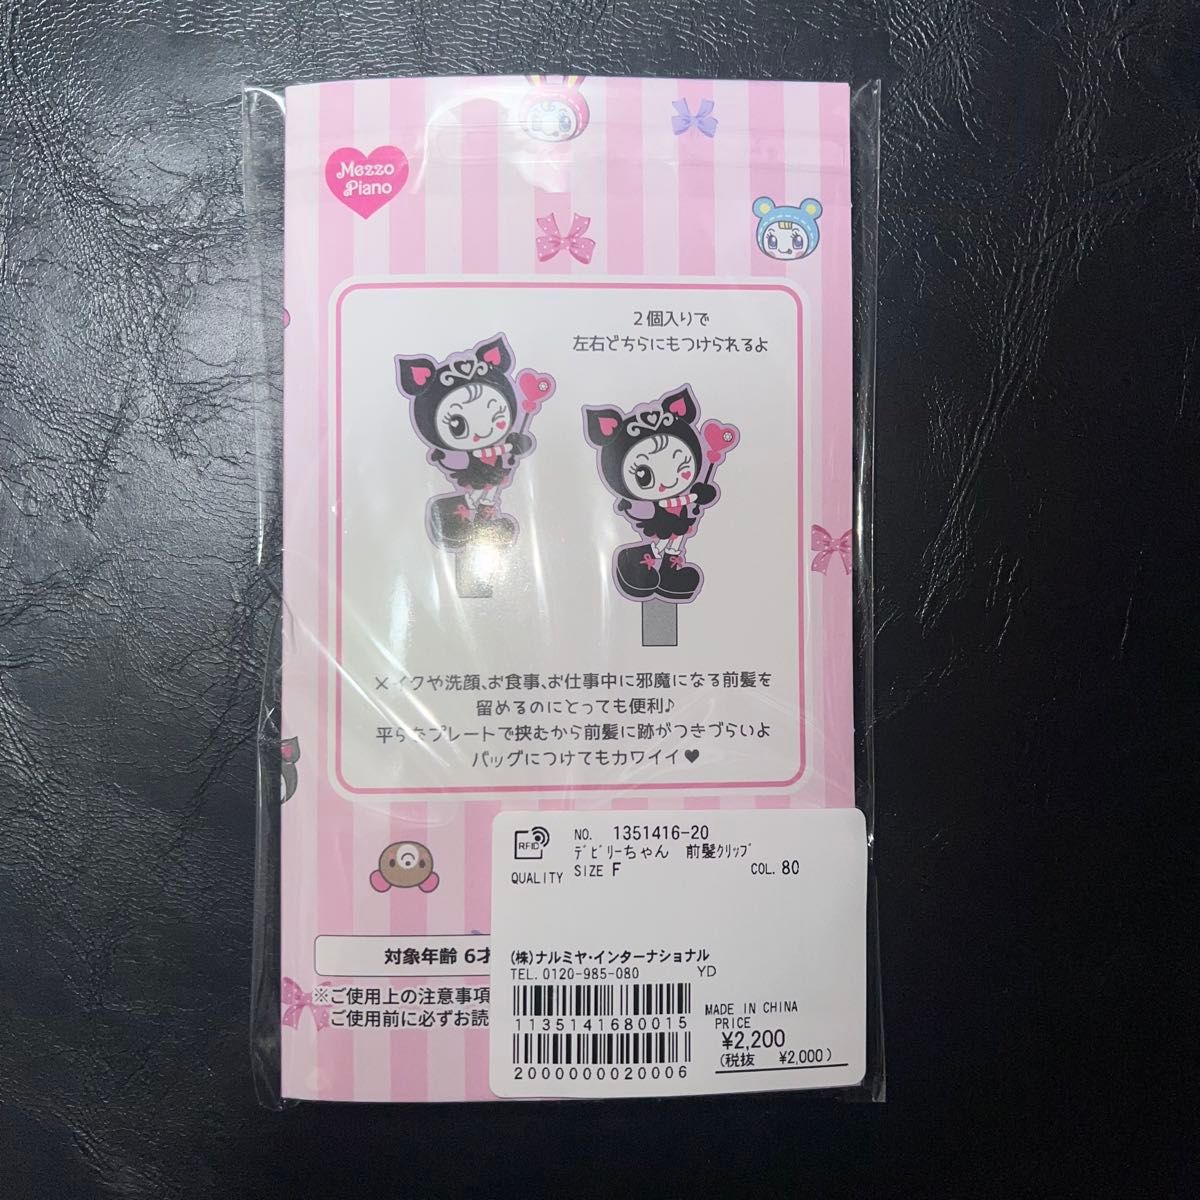 Mezzo
Piano
2個入りで
左右どちらにもつけられるよ
メイクや洗顔、お食事、お仕事中に邪魔になる前髪を
留めるのにとっても便利♪
平らなプレートで挟むから前髪に跡がつきづらいよ
バッグにつけてもカワイイ♥
RFID
NO. 1351416-20
ﾃﾞﾋﾞﾘーちゃん 前髪ｸﾘｯﾌﾟ
QUALITY SIZE F COL. 80
対象年齢 6才
※ご使用上の注意事項
ご使用前に必ずお読
(株)ナルミヤ・インターナショナル
TEL. 0120-985-080 YD
1135141680015
2000000020006
MADE IN CHINA
PRICE
¥2,200
(税抜 ¥2,000)